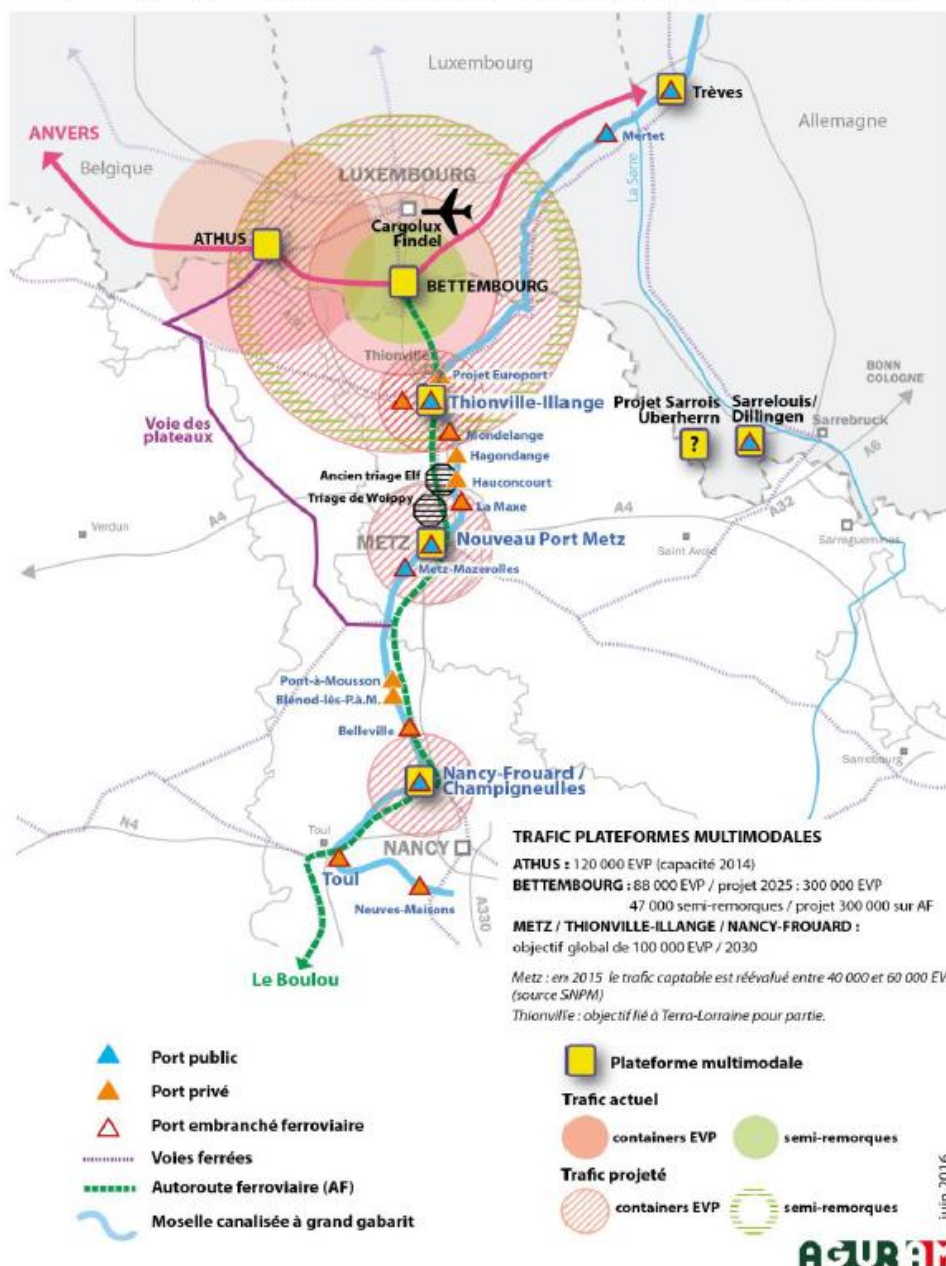 Luxembourg
Trèves
Allemagne
Mertet
ANVERS
Belgique
La Sarre
LUXEMBOURG
Cargolux
Findel
ATHUS
BETTEMBOURG
Thionville
Projet Europort
BONN
COLOGNE
Thionville-Illange
Projet Sarrois
Uberherrn
Sarrelouis/
Dillingen
Sarrebruck
?
A6
Voie des
plateaux
Mondelange
Hagondange
Ancien triage Elf
Hauconcourt
Triage de Woippy
La Maxe
A32
Verdun
A4
A4
METZ
Nouveau Port Metz
Saint Avold
Sarreguemines
Metz-Mazerolles
Pont-à-Mousson
Blénod-lès-P.à.M.
Belleville
Sarrebourg
Nancy-Frouard /
Champigneulles
N4
Toul
NANCY
Toul
Neuves-Maisons
A330
Le Boulou
TRAFIC PLATEFORMES MULTIMODALES
ATHUS : 120 000 EVP (capacité 2014)
BETTEMBOURG : 88 000 EVP / projet 2025 : 300 000 EVP
47 000 semi-remorques / projet 300 000 sur AF
METZ / THIONVILLE-ILLANGE / NANCY-FROUARD :
objectif global de 100 000 EVP / 2030
Metz : en 2015 le trafic captable est réévalué entre 40 000 et 60 000 EV
(source SNPM)
Thionville : objectif lié à Terra-Lorraine pour partie.
Port public
Port privé
Port embranché ferroviaire
Voies ferrées
Autoroute ferroviaire (AF)
Moselle canalisée à grand gabarit
Plateforme multimodale
Trafic actuel
containers EVP
semi-remorques
Trafic projeté
containers EVP
semi-remorques
juin 2016
AGURAM